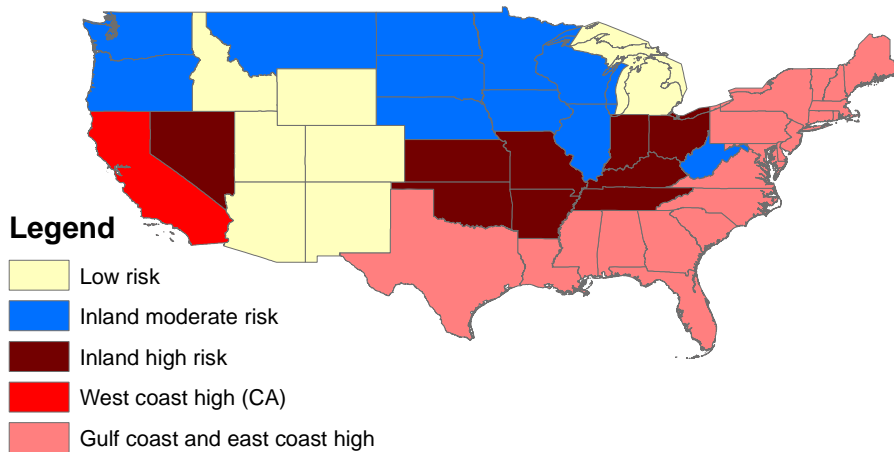 Legend
Low risk
Inland moderate risk
Inland high risk
West coast high (CA)
Gulf coast and east coast high